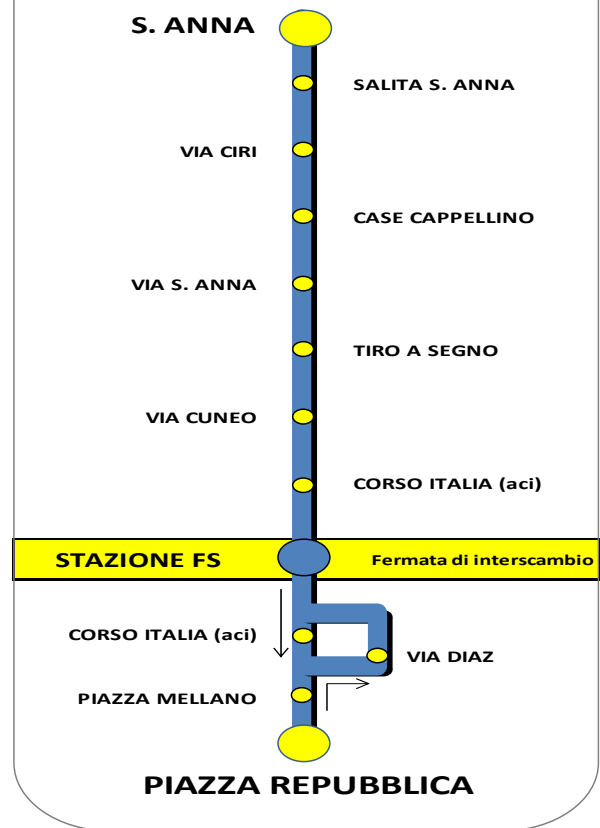 S. ANNA
SALITA S. ANNA
VIA CIRI
CASE CAPPELLINO
VIA S. ANNA
TIRO A SEGNO
VIA CUNEO
CORSO ITALIA (aci)
STAZIONE FS
Fermata di interscambio
CORSO ITALIA (aci)
VIA DIAZ
PIAZZA MELLANO
PIAZZA REPUBBLICA